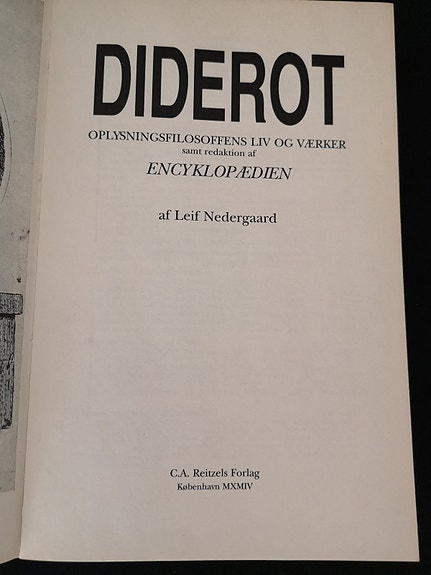 DIDEROT
OPLYSNINGSFILOSOFFENS LIV OG VÆRKER
samt redaktion af
ENCYKLOPÆDIEN
af Leif Nedergaard
C.A. Reitzels Forlag
København MXMIV